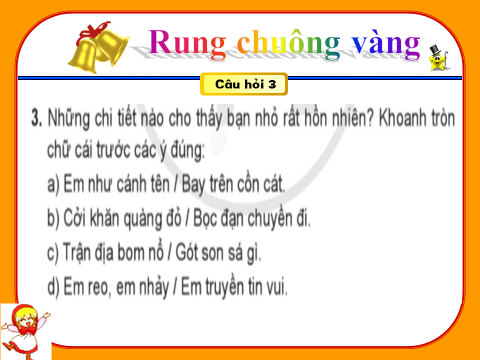 Rung chuông vàng
Câu hỏi 3
3. Những chi tiết nào cho thấy bạn nhỏ rất hồn nhiên? Khoanh tròn
chữ cái trước các ý đúng:
a) Em như cánh tên / Bay trên cồn cát.
b) Cởi khăn quàng đỏ / Bọc đạn chuyền đi.
c) Trận địa bom nổ / Gót son sá gì.
d) Em reo, em nhảy / Em truyền tin vui.